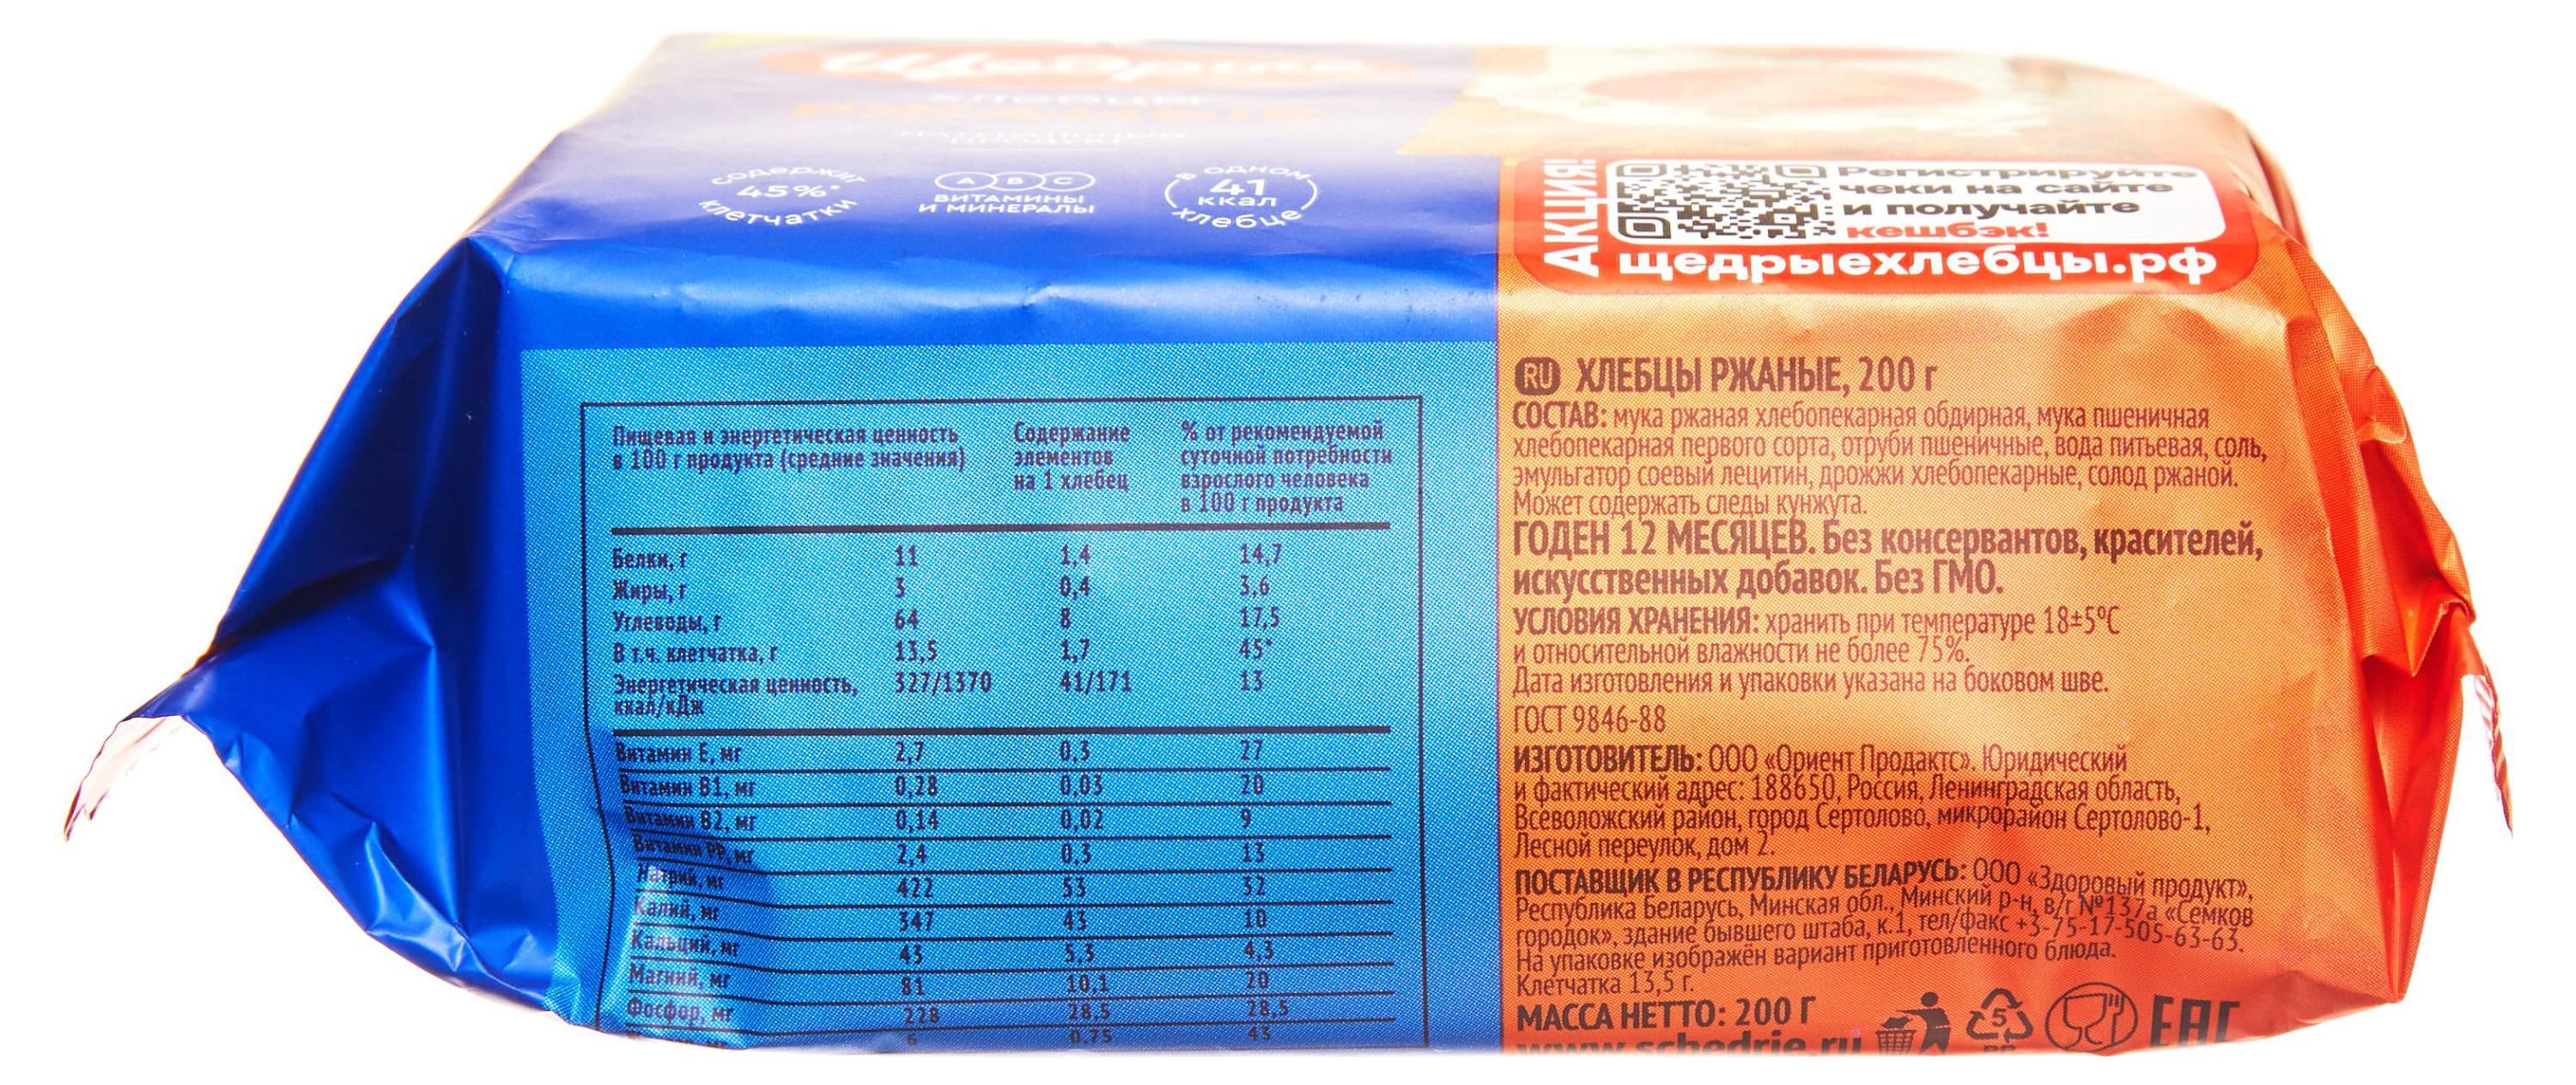 Щедрые
ХЛЕБЦЫ
РЖАНЫЕ
СОДЕРЖИТ
45%*
КЛЕТЧАТКИ
A B C
ВИТАМИНЫ
И МИНЕРАЛЫ
В ОДНОМ
41
ККАЛ
ХЛЕБЦЕ
АКЦИЯ!
Регистрируйте
чеки на сайте
и получайте
кешбэк!
щедрыехлебцы.рф
Пищевая и энергетическая ценность
в 100 г продукта (средние значения)
Содержание
элементов
на 1 хлебец
% от рекомендуемой
суточной потребности
взрослого человека
в 100 г продукта
Белки, г 11 1,4 14,7
Жиры, г 3 0,4 3,6
Углеводы, г 64 8 17,5
В т.ч. клетчатка, г 13,5 1,7 45*
Энергетическая ценность, 327/1370 41/171 13
ккал/кДж
Витамин Е, мг 2,7 0,3 27
Витамин В1, мг 0,28 0,03 20
Витамин В2, мг 0,14 0,02 9
Витамин РР, мг 2,4 0,3 13
Натрий, мг 422 53 32
Калий, мг 347 43 10
Кальций, мг 43 5,3 4,3
Магний, мг 81 10,1 20
Фосфор, мг 228 28,5 28,5
6 0,75 43
RU ХЛЕБЦЫ РЖАНЫЕ, 200 г
СОСТАВ: мука ржаная хлебопекарная обдирная, мука пшеничная
хлебопекарная первого сорта, отруби пшеничные, вода питьевая, соль,
эмульгатор соевый лецитин, дрожжи хлебопекарные, солод ржаной.
Может содержать следы кунжута.
ГОДЕН 12 МЕСЯЦЕВ. Без консервантов, красителей,
искусственных добавок. Без ГМО.
УСЛОВИЯ ХРАНЕНИЯ: хранить при температуре 18±5°С
и относительной влажности не более 75%.
Дата изготовления и упаковки указана на боковом шве.
ГОСТ 9846-88
ИЗГОТОВИТЕЛЬ: ООО «Ориент Продактс». Юридический
и фактический адрес: 188650, Россия, Ленинградская область,
Всеволожский район, город Сертолово, микрорайон Сертолово-1,
Лесной переулок, дом 2.
ПОСТАВЩИК В РЕСПУБЛИКУ БЕЛАРУСЬ: ООО «Здоровый продукт»,
Республика Беларусь, Минская обл., Минский р-н, в/г №137а «Семков
городок», здание бывшего штаба, к.1, тел/факс +3-75-17-505-63-63.
На упаковке изображён вариант приготовленного блюда.
Клетчатка 13,5 г.
МАССА НЕТТО: 200 Г
www.schedrie.ru
5
PP
EAC